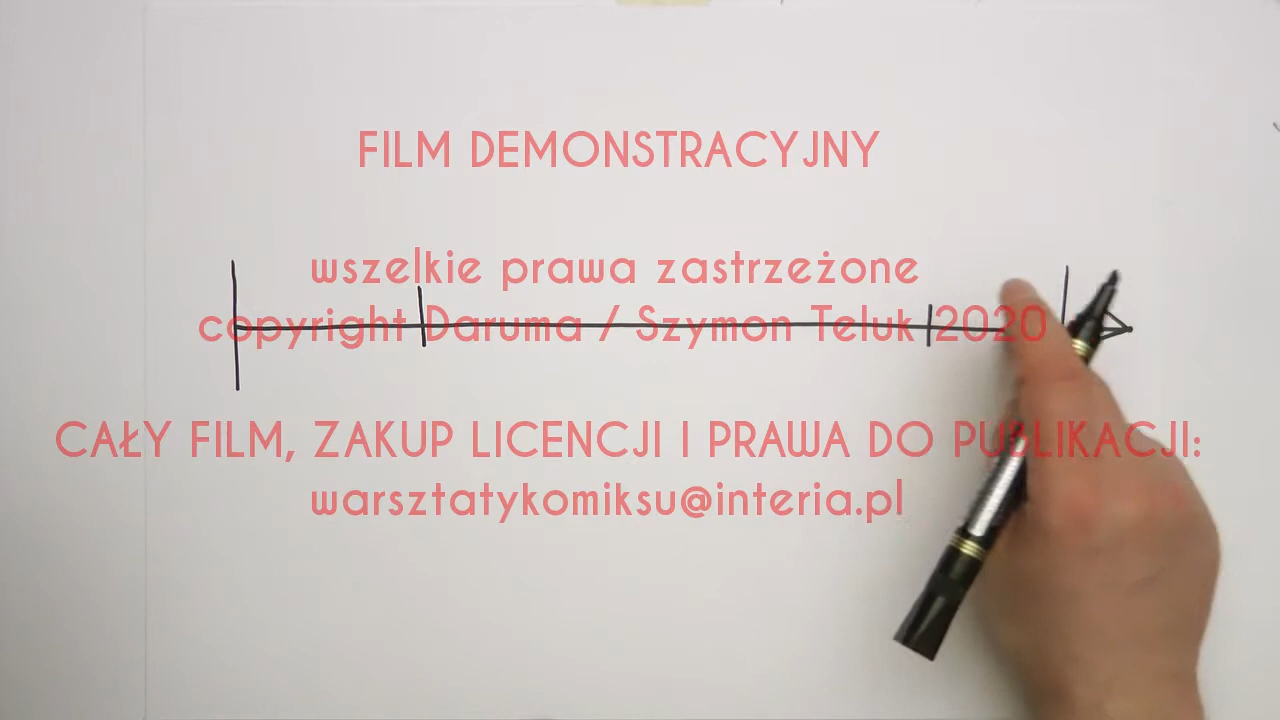 FILM DEMONSTRACYJNY
wszelkie prawa zastrzeżone
copyright Daruma / Szymon Teluk 2020
CAŁY FILM, ZAKUP LICENCJI I PRAWA DO PUBLIKACJI:
warsztatykomiksu@interia.pl